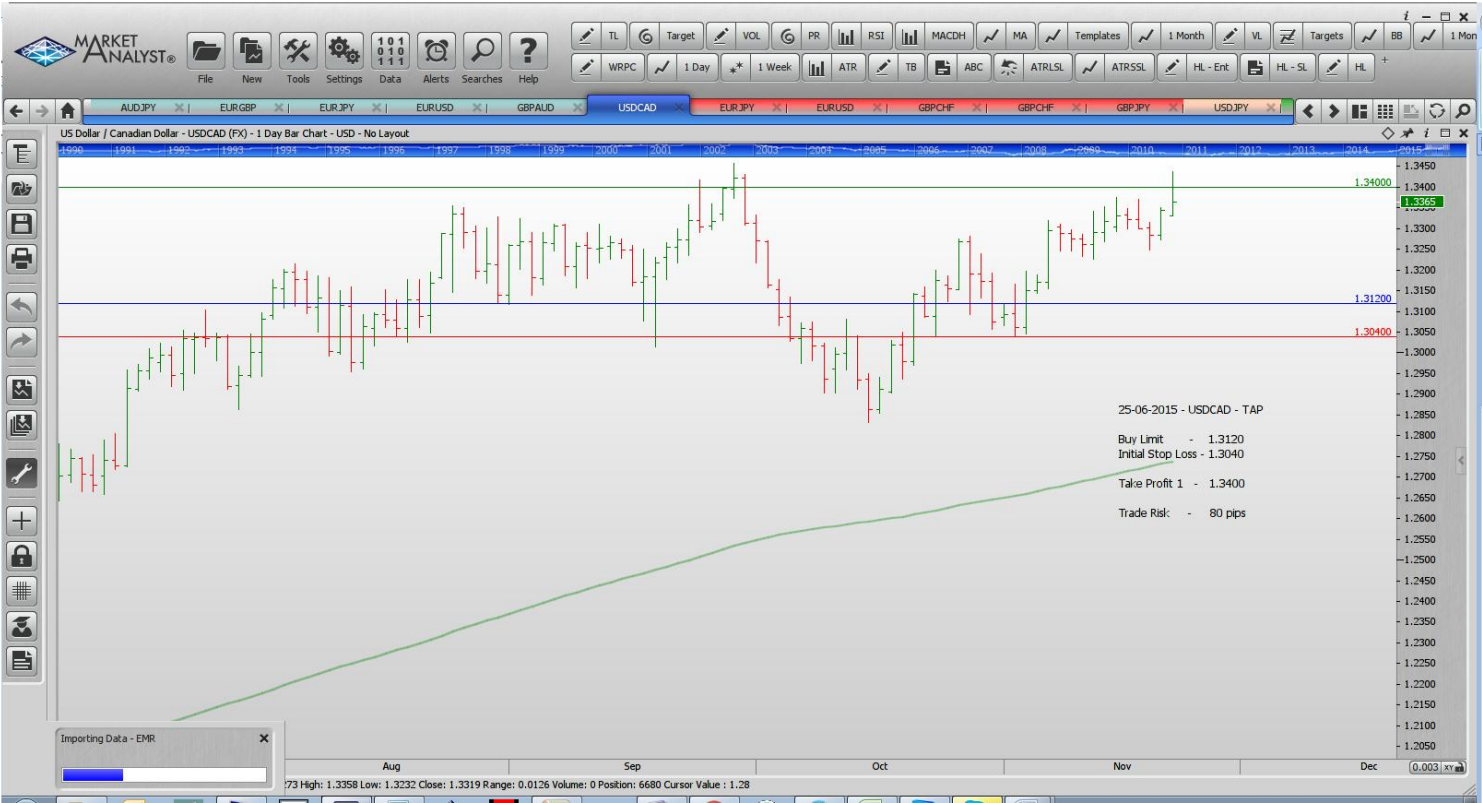 MARKET
ANALYST®
File New Tools Settings Data Alerts Searches Help
TL Target VOL PR RSI MACDH MA Templates 1 Month VL Targets BB 1 Mon
WRPC 1 Day 1 Week ATR TB ABC ATRLSL ATRSSL HL - Ent HL - SL HL +
AUDJPY EURGBP EURJPY EURUSD GBPAUD USDCAD EURJPY EURUSD GBPCHF GBPCHF GBPJPY USDJPY
US Dollar / Canadian Dollar - USDCAD (FX) - 1 Day Bar Chart - USD - No Layout
1990 1991 1992 1993 1994 1995 1996 1997 1998 1999 2000 2001 2002 2003 2004 2005 2006 2007 2008 2009 2010 2011 2012 2013 2014 2015
1.3450
1.34000
1.3400
1.3365
1.3300
1.3250
1.3200
1.3150
1.31200
1.3100
1.30400
1.3050
1.3000
1.2950
1.2900
25-06-2015 - USDCAD - TAP
1.2850
Buy Limit - 1.3120
1.2800
Initial Stop Loss - 1.3040
1.2750
Take Profit 1 - 1.3400
1.2700
1.2650
Trade Risk - 80 pips
1.2600
1.2550
1.2500
1.2450
1.2400
1.2350
1.2300
1.2250
1.2200
1.2150
1.2100
1.2050
Importing Data - EMR
Aug Sep Oct Nov Dec
0.003 XY
273 High: 1.3358 Low: 1.3232 Close: 1.3319 Range: 0.0126 Volume: 0 Position: 6680 Cursor Value : 1.28